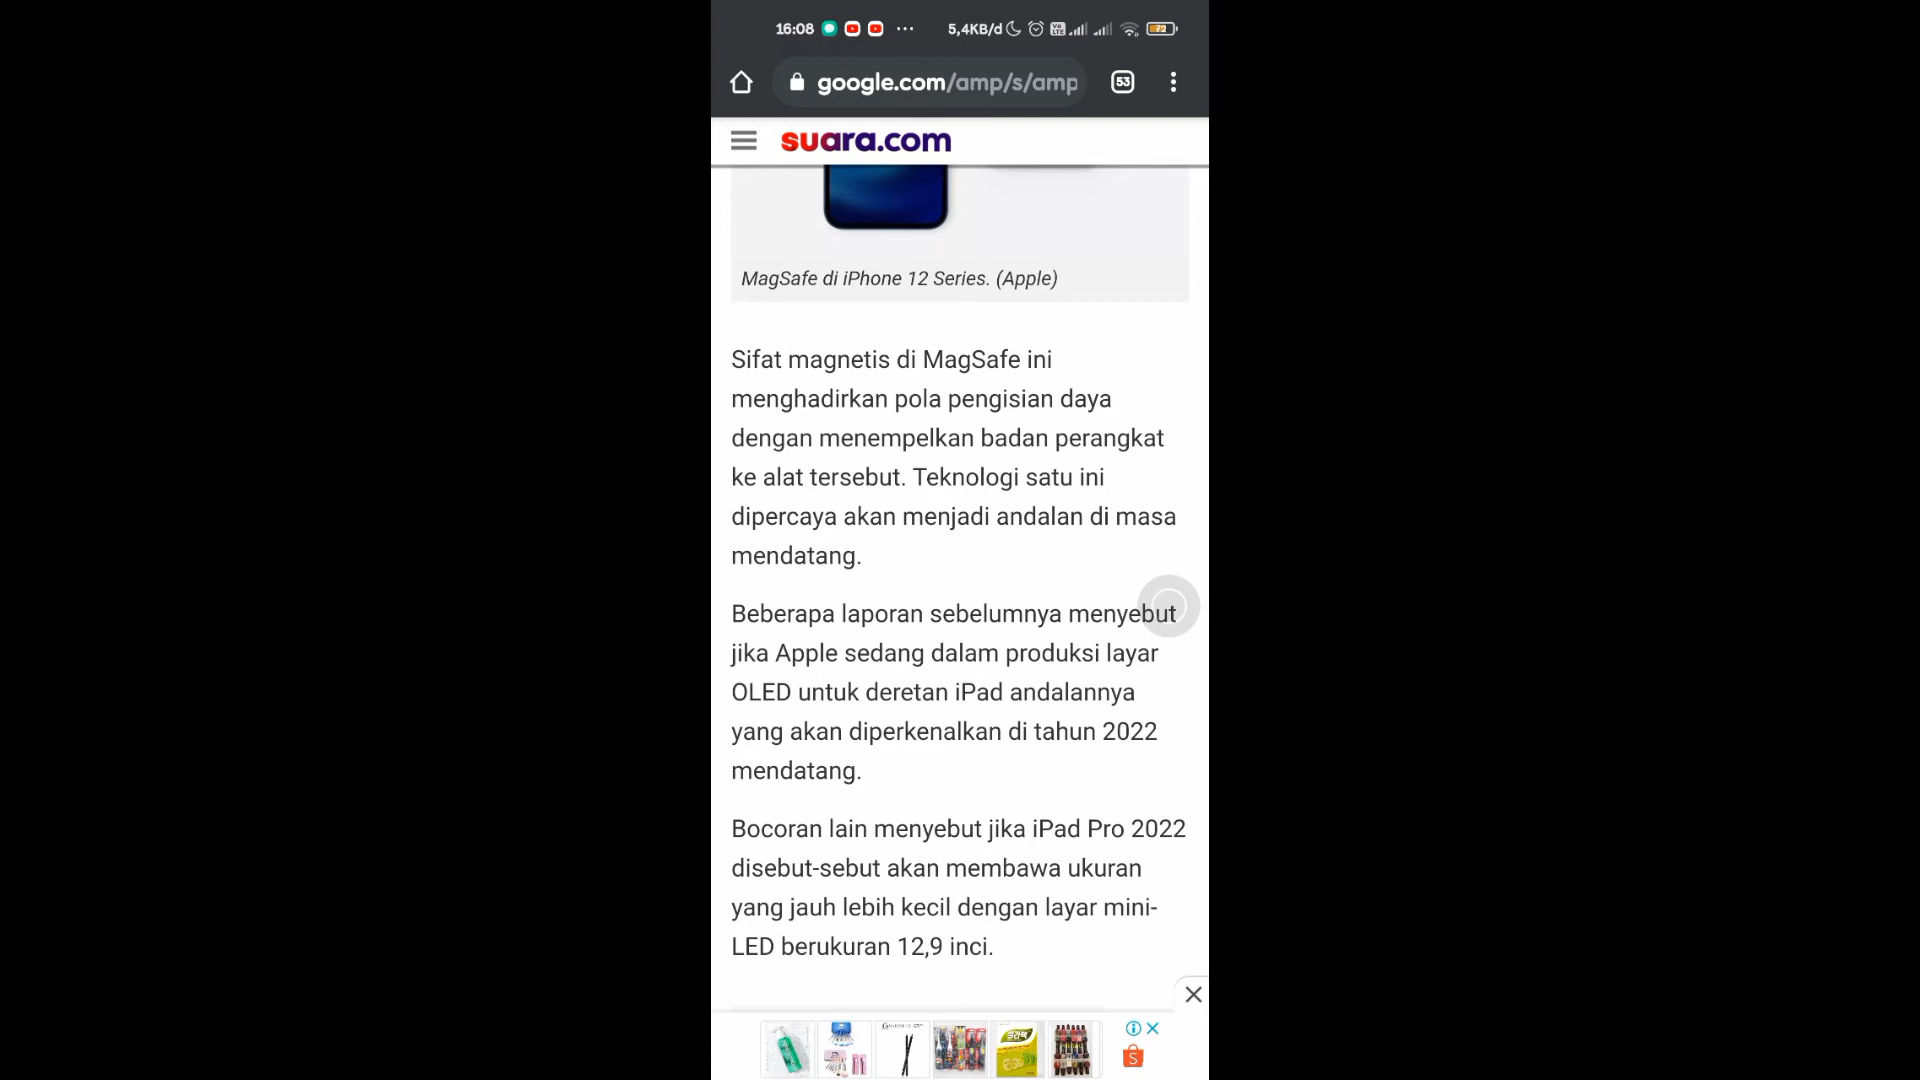 16:08
5,4KB/d
Vo LTE
72
google.com/amp/s/amp
53
suara.com
MagSafe di iPhone 12 Series. (Apple)
Sifat magnetis di MagSafe ini
menghadirkan pola pengisian daya
dengan menempelkan badan perangkat
ke alat tersebut. Teknologi satu ini
dipercaya akan menjadi andalan di masa
mendatang.
Beberapa laporan sebelumnya menyebut
jika Apple sedang dalam produksi layar
OLED untuk deretan iPad andalannya
yang akan diperkenalkan di tahun 2022
mendatang.
Bocoran lain menyebut jika iPad Pro 2022
disebut-sebut akan membawa ukuran
yang jauh lebih kecil dengan layar mini-
LED berukuran 12,9 inci.